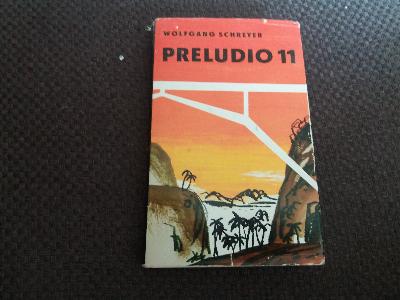 WOLFGANG SCHREYER
PRELUDIO 11